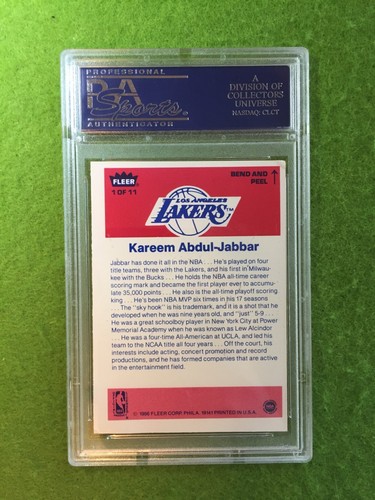 PROFESSIONAL
PSA
Sports.
AUTHENTICATOR
A
DIVISION OF
COLLECTORS
UNIVERSE
NASDAQ: CLCT
FLEER
1 OF 11
BEND AND
PEEL
LOS ANGELES
LAKERS
TM
Kareem Abdul-Jabbar
Jabbar has done it all in the NBA . . . He's played on four
title teams, three with the Lakers, and his first in Milwau-
kee with the Bucks . . . He holds the NBA all-time career
scoring mark and became the first player ever to accumu-
late 35,000 points . . . He also is the all-time playoff scoring
king . . . He's been NBA MVP six times in his 17 seasons
The "sky hook" is his trademark, and it is a shot that he
developed when he was nine years old, and "just" 5-9 . . .
He was a great schoolboy player in New York City at Power
Memorial Academy when he was known as Lew Alcindor
. . . He was a four-time All-American at UCLA, and led his
team to the NCAA title all four years . . . Off the court, his
interests include acting, concert promotion and record
productions, and he has formed companies that are active
in the entertainment field.
© 1986 FLEER CORP. PHILA. 19141 PRINTED IN U.S.A.